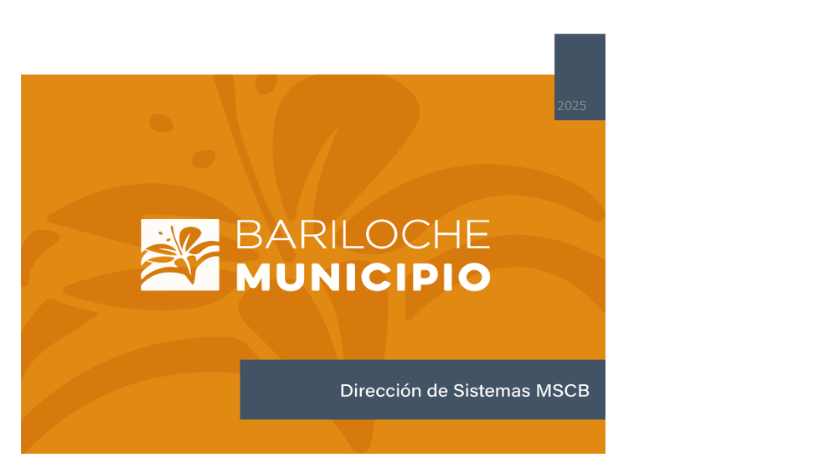 2025
BARILOCHE
MUNICIPIO
Dirección de Sistemas MSCB